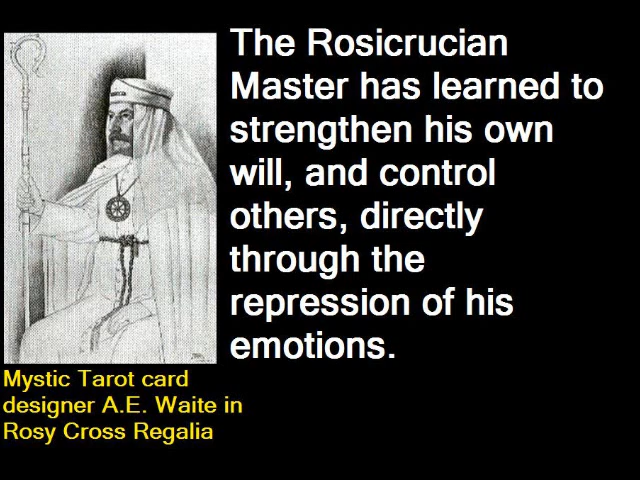 The Rosicrucian
Master has learned to
strengthen his own
will, and control
others, directly
through the
repression of his
emotions.
Mystic Tarot card
designer A.E. Waite in
Rosy Cross Regalia